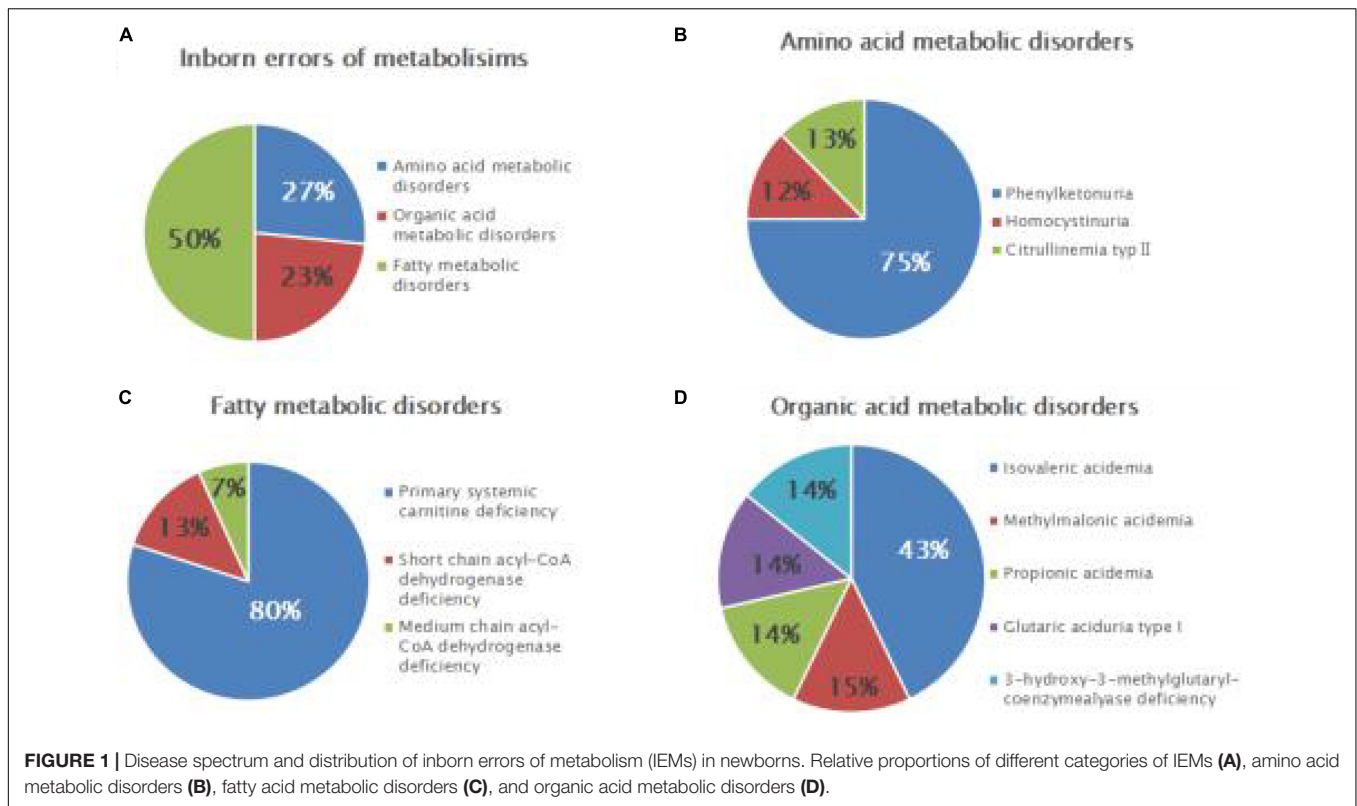 A
Inborn errors of metabolisims
27%
50%
23%
Amino acid metabolic
disorders
Organic acid
metabolic disorders
Fatty metabolic
disorders
B
Amino acid metabolic disorders
13%
12%
75%
Phenylketonuria
Homocystinuria
Citrullinemia typ II
C
Fatty metabolic disorders
7%
13%
80%
Primary systemic
carnitine deficiency
Short chain acyl-CoA
dehydrogenase
deficiency
Medium chain acyl-
CoA dehydrogenase
deficiency
D
Organic acid metabolic disorders
14%
43%
14%
14%
15%
Isovaleric acidemia
Methylmalonic acidemia
Propionic acidemia
Glutaric aciduria type I
3-hydroxy-3-methylglutaryl-
coenzymealyase deficiency
FIGURE 1 | Disease spectrum and distribution of inborn errors of metabolism (IEMs) in newborns. Relative proportions of different categories of IEMs (A), amino acid
metabolic disorders (B), fatty acid metabolic disorders (C), and organic acid metabolic disorders (D).